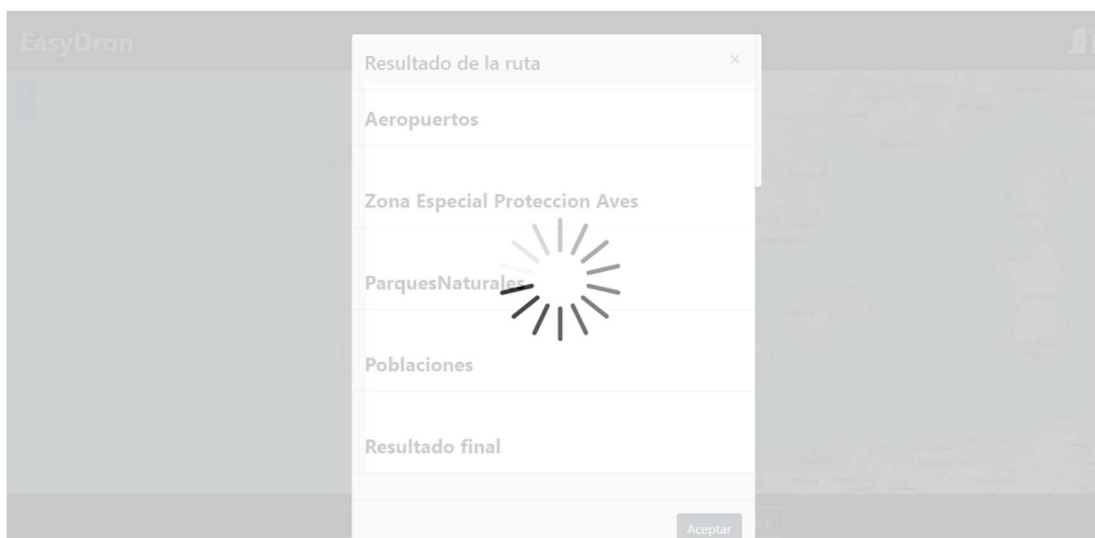 EasyDron
Resultado de la ruta
×
Aeropuertos
Zona Especial Proteccion Aves
ParquesNaturales
Poblaciones
Resultado final
Aceptar